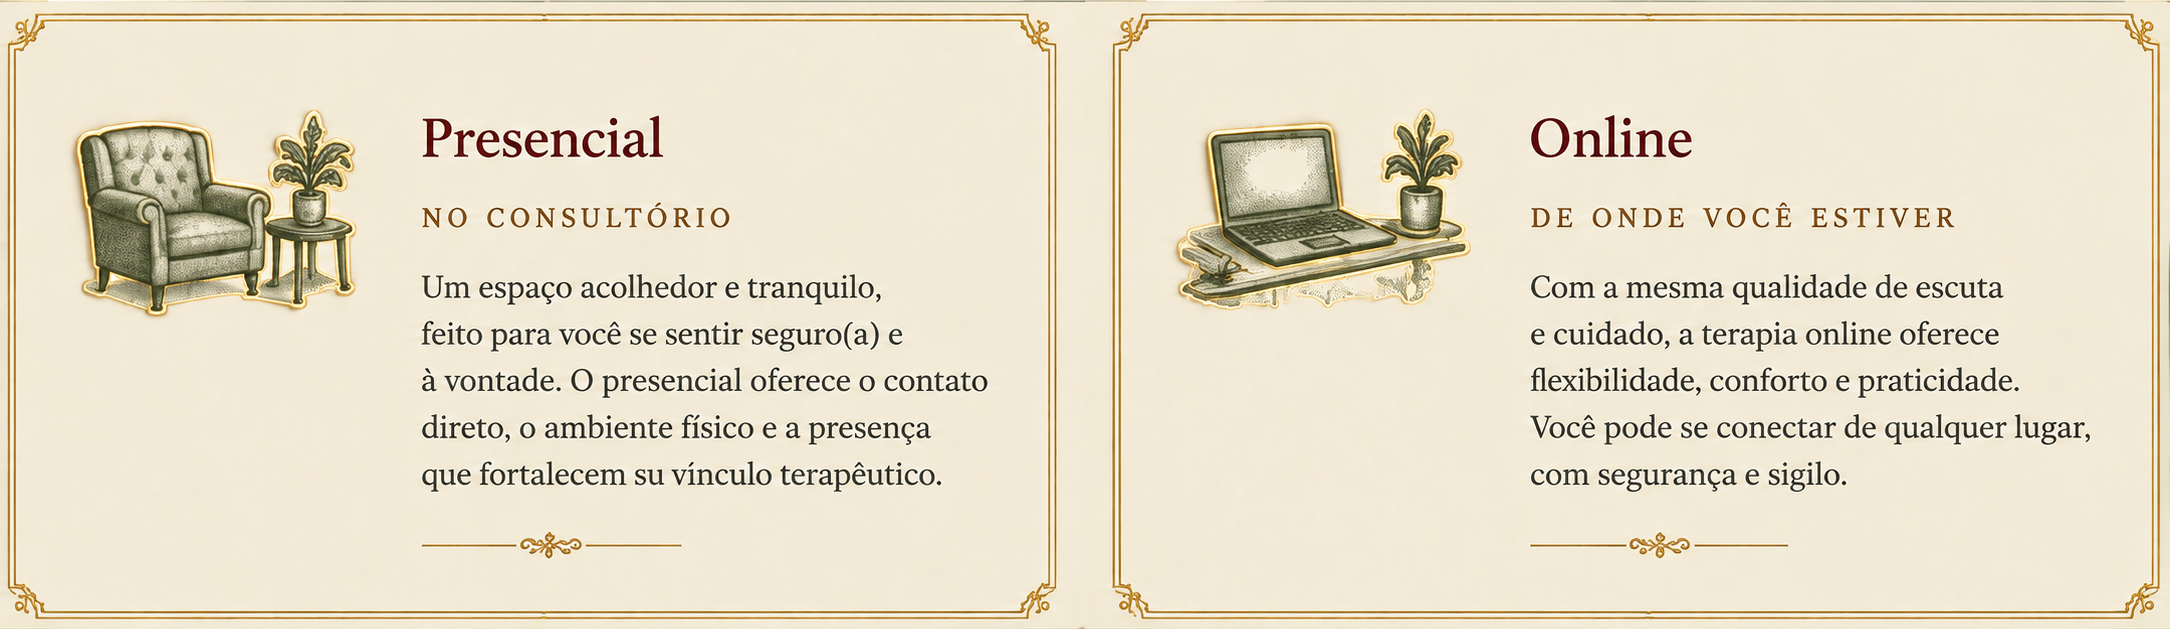 Presencial
NO CONSULTÓRIO
Um espaço acolhedor e tranquilo,
feito para você se sentir seguro(a) e
à vontade. O presencial oferece o contato
direto, o ambiente físico e a presença
que fortalecem su vínculo terapêutico.
Online
DE ONDE VOCÊ ESTIVER
Com a mesma qualidade de escuta
e cuidado, a terapia online oferece
flexibilidade, conforto e praticidade.
Você pode se conectar de qualquer lugar,
com segurança e sigilo.